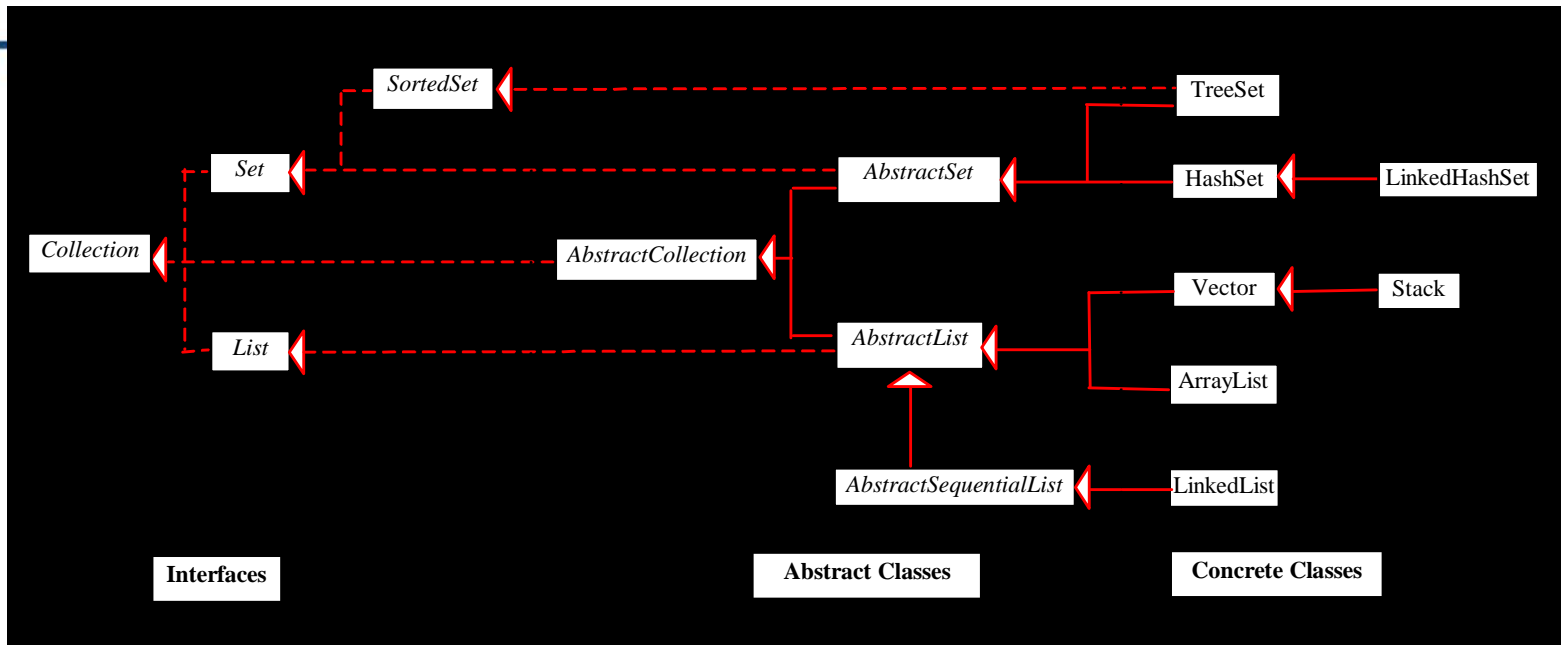 SortedSet
TreeSet
Set
AbstractSet
HashSet
LinkedHashSet
Collection
AbstractCollection
Vector
Stack
List
AbstractList
ArrayList
AbstractSequentialList
LinkedList
Interfaces
Abstract Classes
Concrete Classes